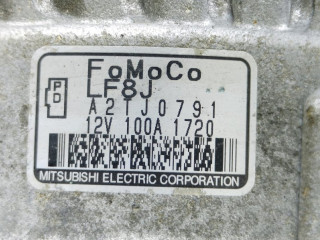 FoMoCo
LF8J
P
D
A2TJ0791
12V 100A 1720
MITSUBISHI ELECTRIC CORPORATION